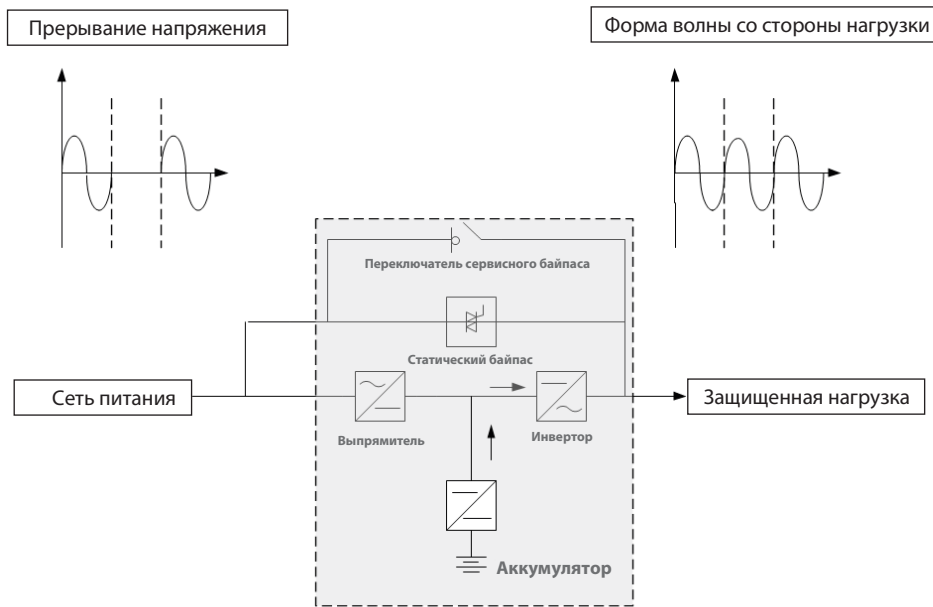 Прерывание напряжения
Форма волны со стороны нагрузки
Переключатель сервисного байпаса
Статический байпас
Сеть питания
Защищенная нагрузка
Выпрямитель
Инвертор
Аккумулятор